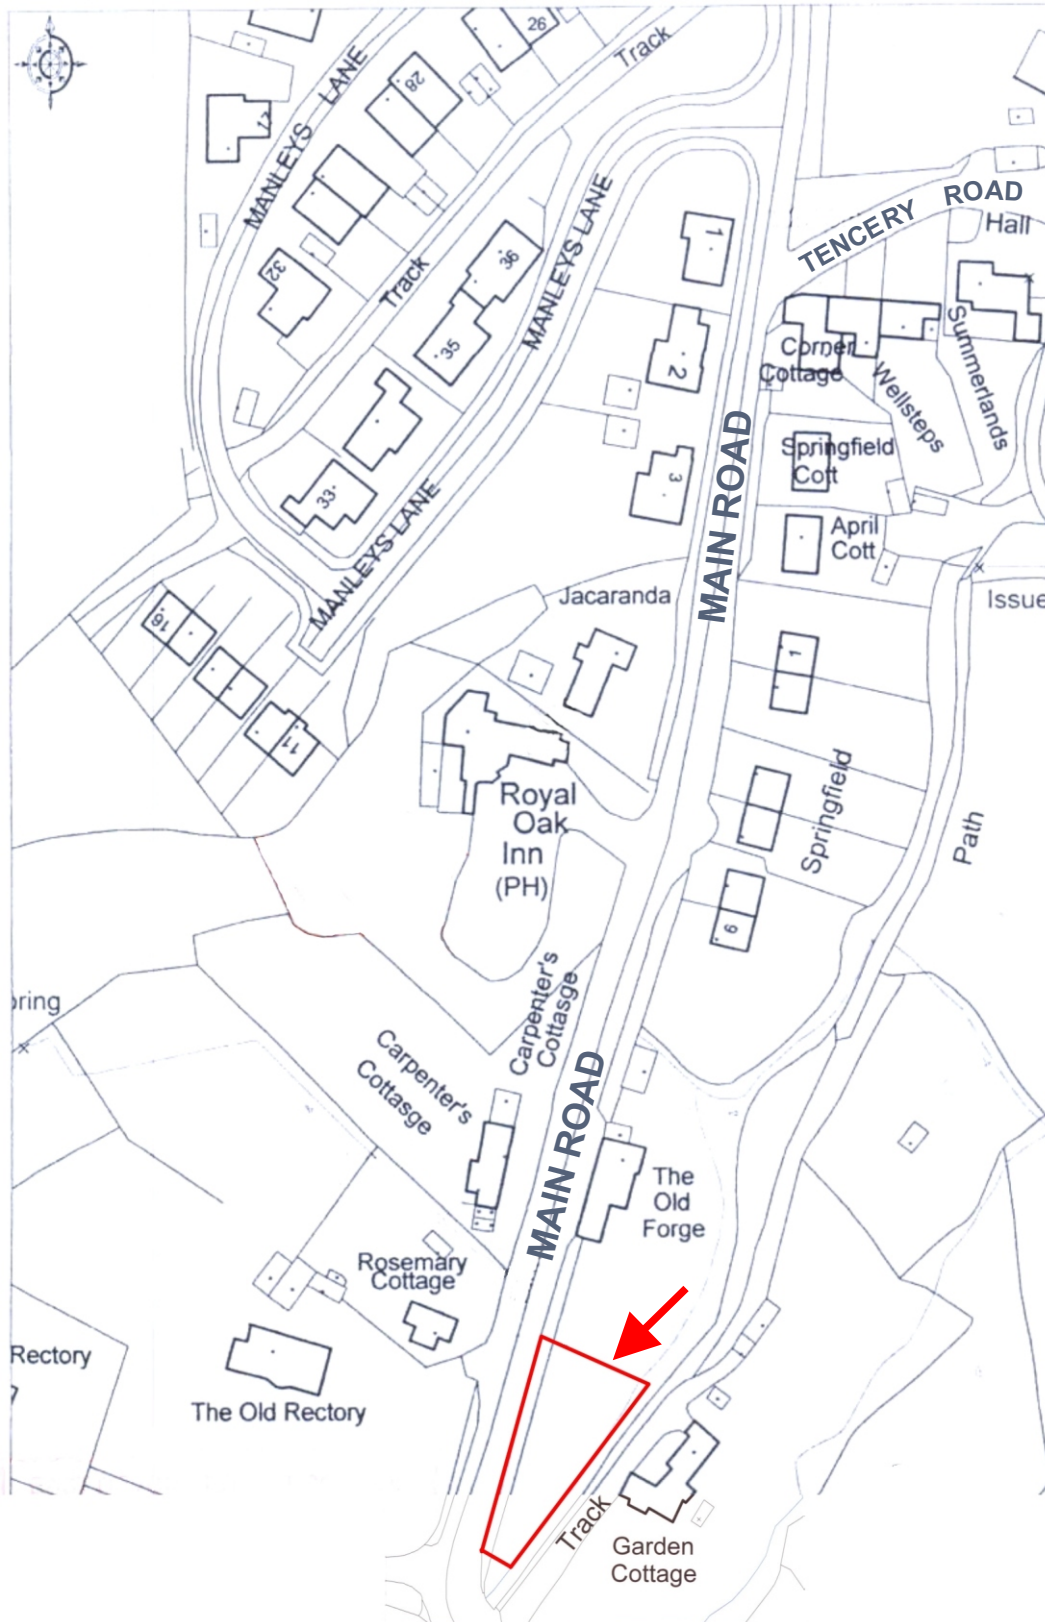 26
Track
28
MANLEYS LANE
17
TENCERY ROAD
Hall
1
36
32
Track
MANLEYS LANE
35
2
Corner
Cottage
Wellsteps
Summerlands
MAIN ROAD
Springfield
Cott
3
33
April
Cott
MANLEYS LANE
Jacaranda
Issue
16
1
11
Royal
Oak
Inn
(PH)
Springfield
Path
6
pring
Carpenter's
Cottasge
Carpenter's
Cottasge
MAIN ROAD
The
Old
Forge
Rosemary
Cottage
Rectory
The Old Rectory
Track
Garden
Cottage